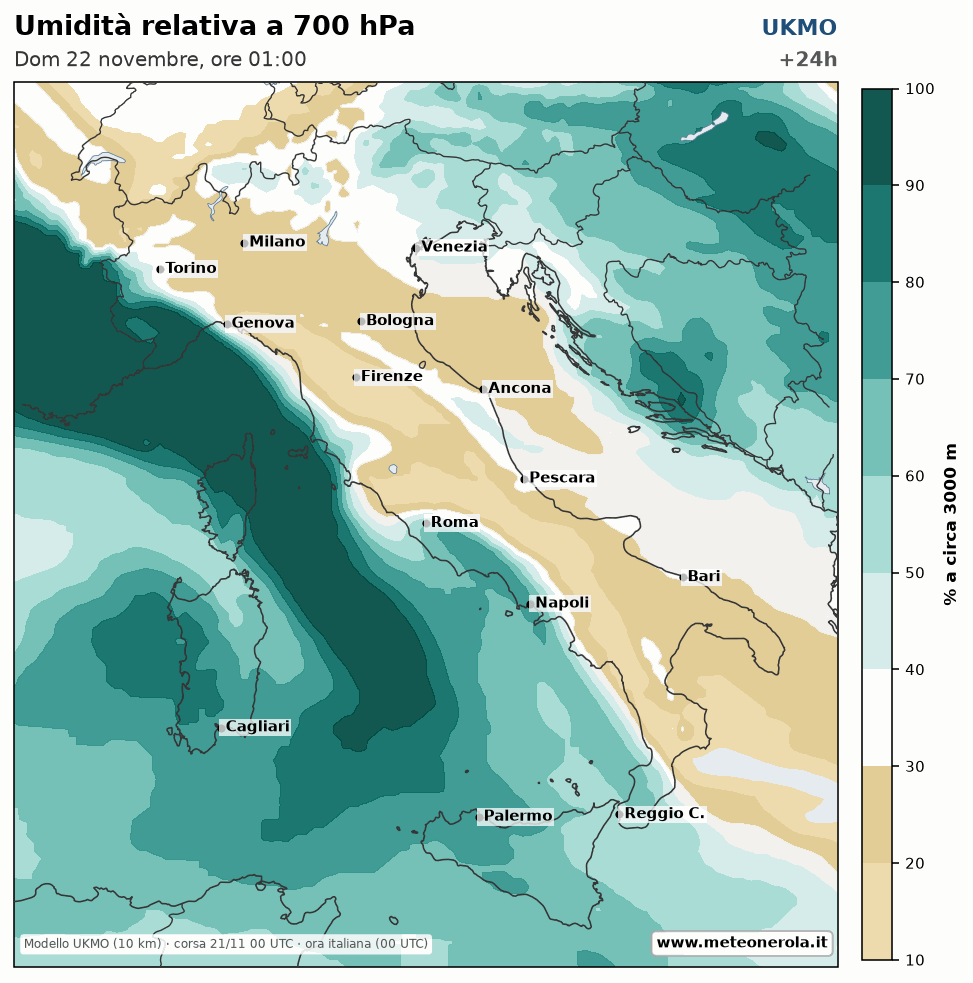 Umidità relativa a 700 hPa
UKMO
Dom 22 novembre, ore 01:00
+24h
100
90
80
70
60
50
40
30
20
10
% a circa 3000 m
Milano
Venezia
Torino
Genova
Bologna
Firenze
Ancona
Pescara
Roma
Bari
Napoli
Cagliari
Palermo
Reggio C.
Modello UKMO (10 km) · corsa 21/11 00 UTC · ora italiana (00 UTC)
www.meteonerola.it